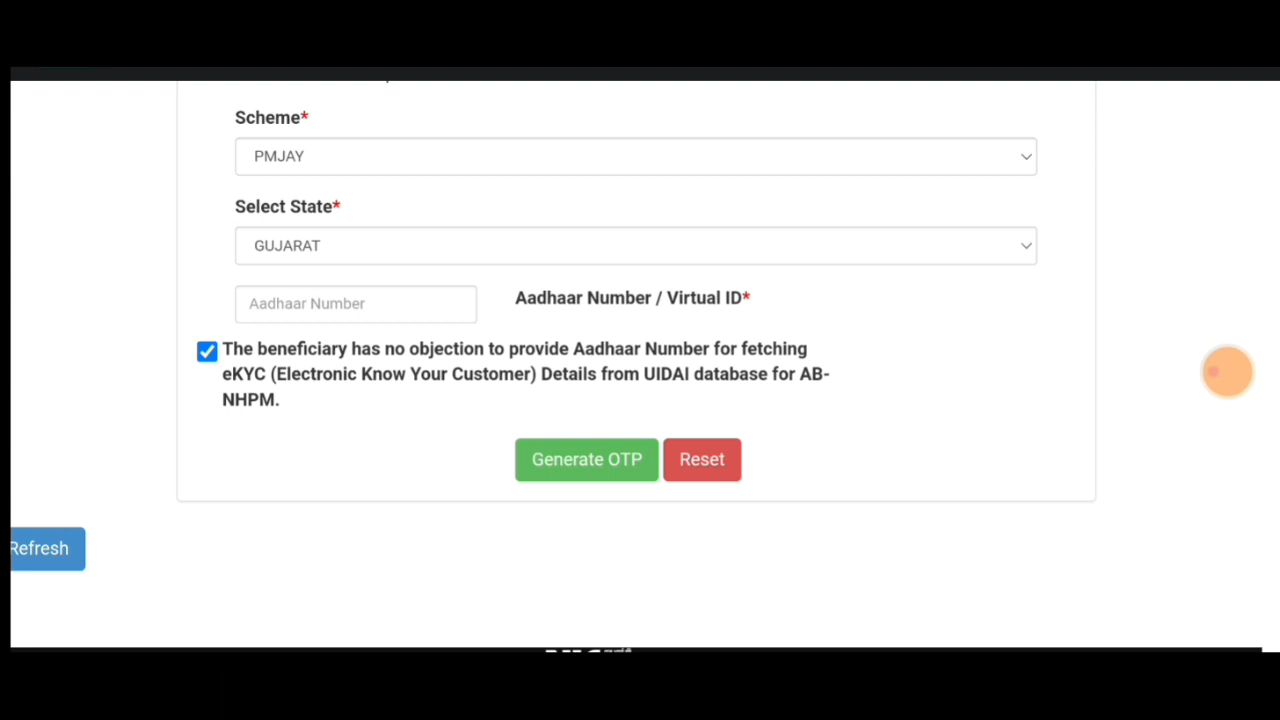 Scheme*
PMJAY
Select State*
GUJARAT
Aadhaar Number
Aadhaar Number / Virtual ID*
The beneficiary has no objection to provide Aadhaar Number for fetching
eKYC (Electronic Know Your Customer) Details from UIDAI database for AB-
NHPM.
Generate OTP
Reset
Refresh